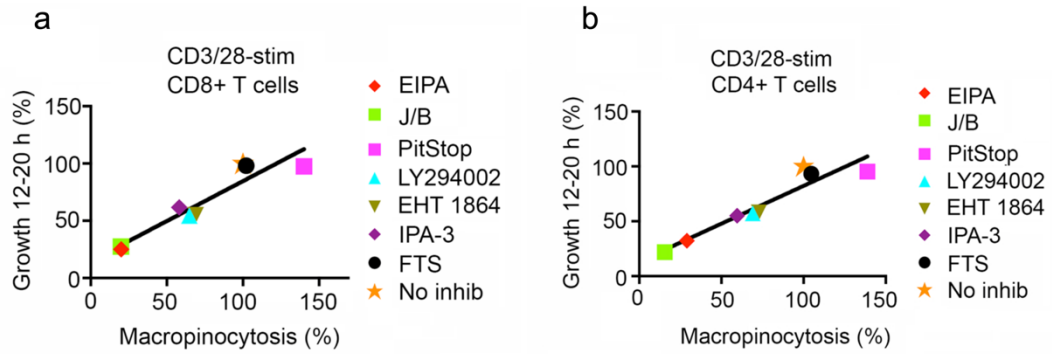 a
CD3/28-stim
CD8+ T cells
Growth 12-20 h (%)
150
100
50
0
0 50 100 150
Macropinocytosis (%)
EIPA
J/B
PitStop
LY294002
EHT 1864
IPA-3
FTS
No inhib
b
CD3/28-stim
CD4+ T cells
Growth 12-20 h (%)
150
100
50
0
0 50 100 150
Macropinocytosis (%)
EIPA
J/B
PitStop
LY294002
EHT 1864
IPA-3
FTS
No inhib